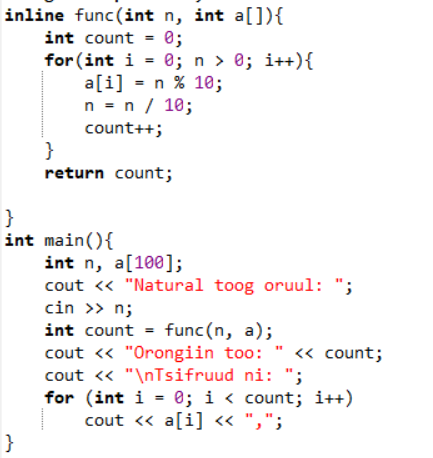 inline func(int n, int a[]){
    int count = 0;
    for(int i = 0; n > 0; i++){
        a[i] = n % 10;
        n = n / 10;
        count++;
    }
    return count;

}
int main(){
    int n, a[100];
    cout << "Natural toog oruul: ";
    cin >> n;
    int count = func(n, a);
    cout << "Orongiin too: " << count;
    cout << "\nTsifruud ni: ";
    for (int i = 0; i < count; i++)
        cout << a[i] << ",";
}